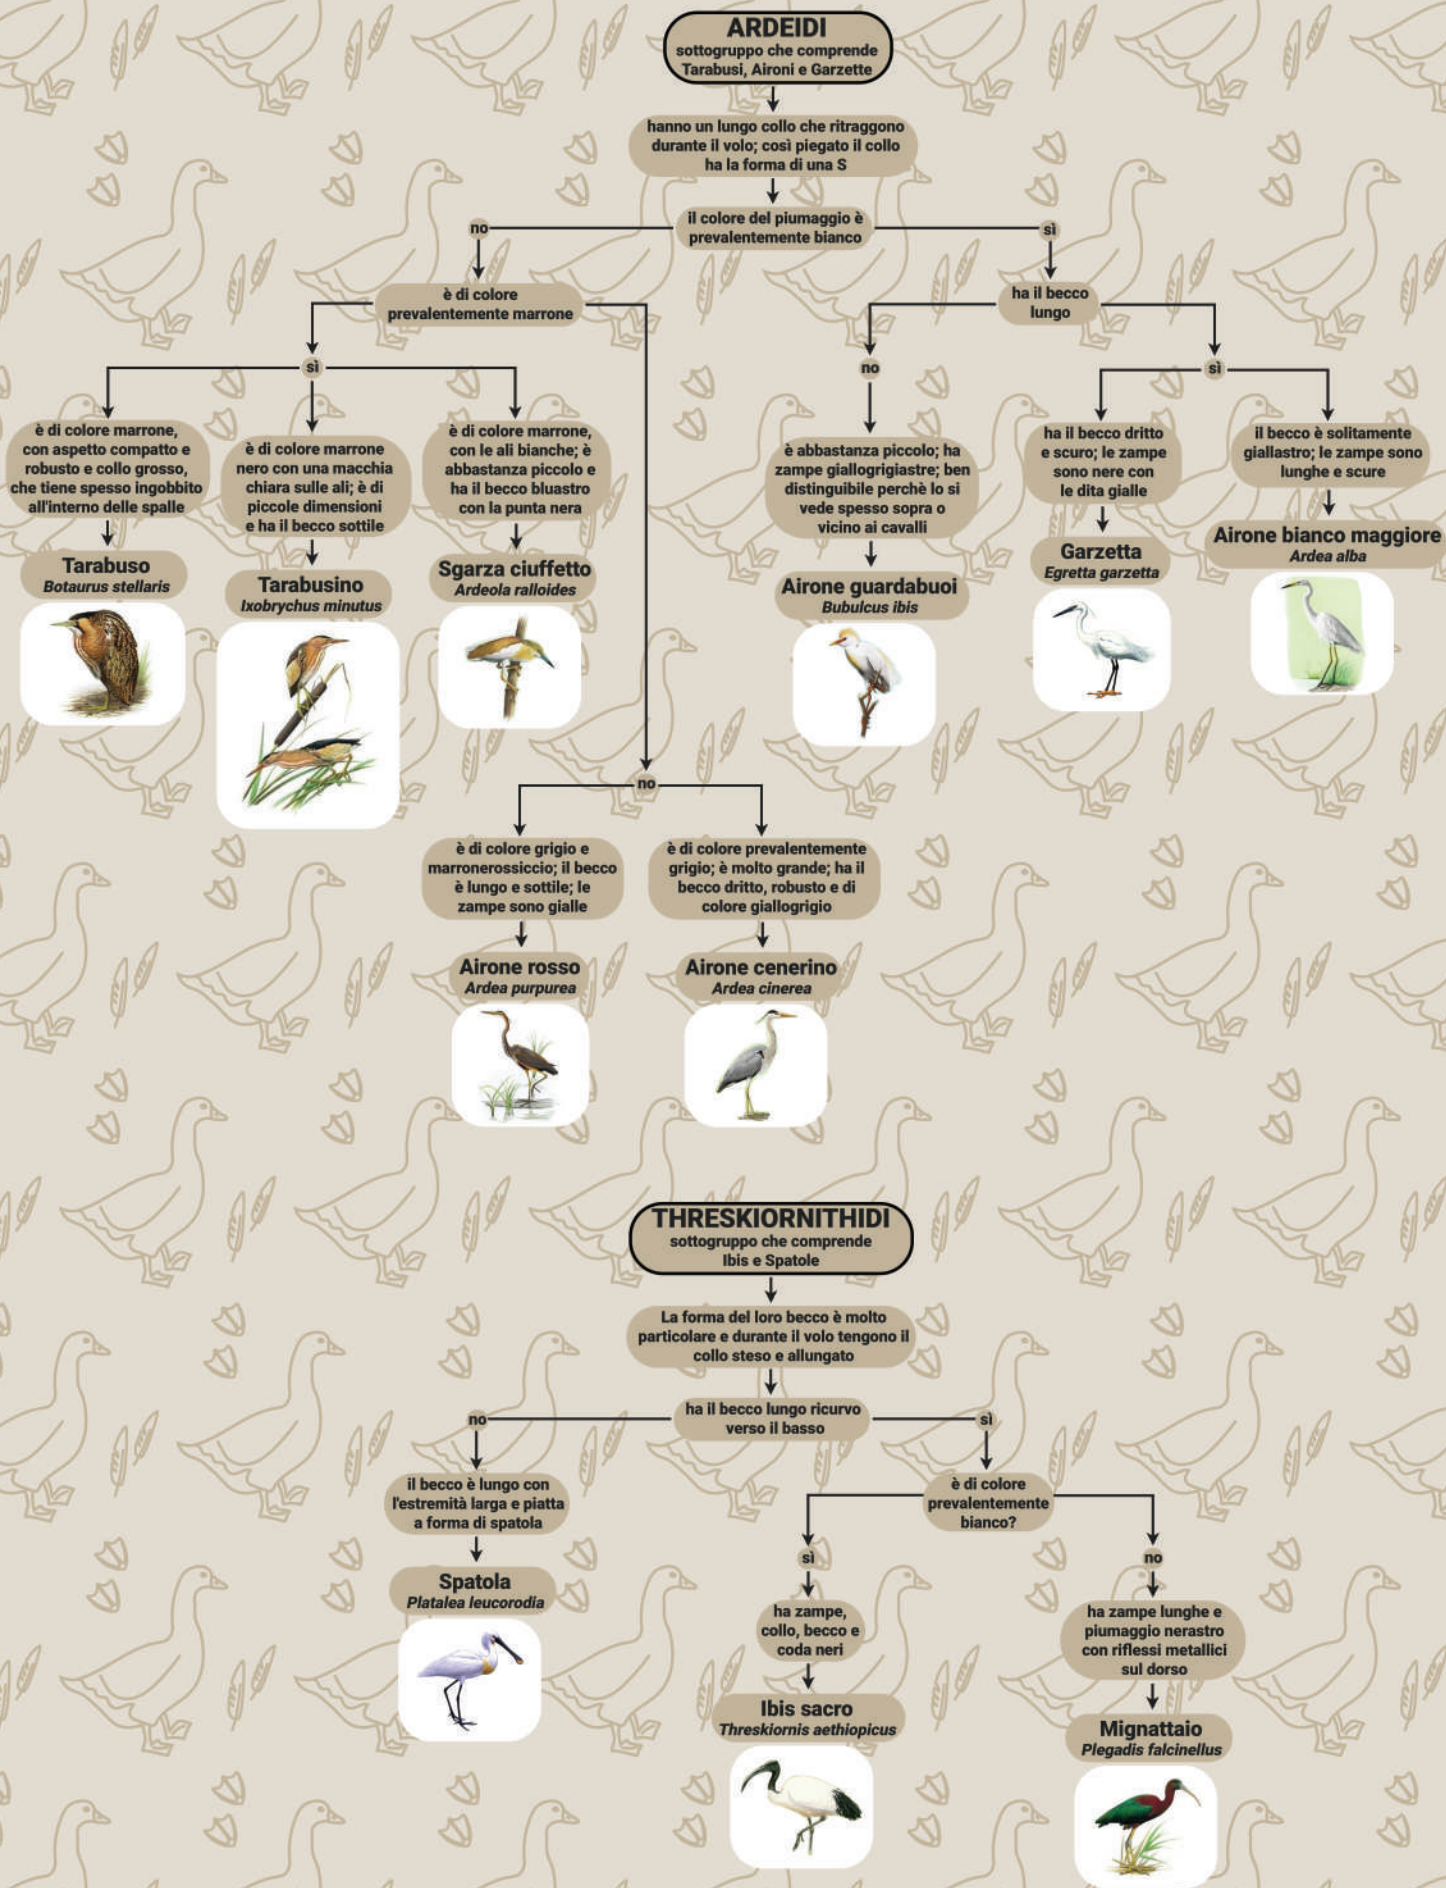 ARDEIDI
sottogruppo che comprende
Tarabusi, Aironi e Garzette
hanno un lungo collo che ritraggono
durante il volo; così piegato il collo
ha la forma di una S
il colore del piumaggio è
prevalentemente bianco
no
sì
è di colore
prevalentemente marrone
ha il becco
lungo
sì
no
sì
è di colore marrone,
con aspetto compatto e
robusto e collo grosso,
che tiene spesso ingobbito
all'interno delle spalle
Tarabuso
Botaurus stellaris
è di colore marrone
nero con una macchia
chiara sulle ali; è di
piccole dimensioni
e ha il becco sottile
Tarabusino
Ixobrychus minutus
è di colore marrone,
con le ali bianche; è
abbastanza piccolo e
ha il becco bluastro
con la punta nera
Sgarza ciuffetto
Ardeola ralloides
è abbastanza piccolo; ha
zampe giallogrigiastre; ben
distinguibile perchè lo si
vede spesso sopra o
vicino ai cavalli
Airone guardabuoi
Bubulcus ibis
ha il becco dritto
e scuro; le zampe
sono nere con
le dita gialle
Garzetta
Egretta garzetta
il becco è solitamente
giallastro; le zampe sono
lunghe e scure
Airone bianco maggiore
Ardea alba
no
è di colore grigio e
marronerossiccio; il becco
è lungo e sottile; le
zampe sono gialle
Airone rosso
Ardea purpurea
è di colore prevalentemente
grigio; è molto grande; ha il
becco dritto, robusto e di
colore giallogrigio
Airone cenerino
Ardea cinerea
THRESKIORNITHIDI
sottogruppo che comprende
Ibis e Spatole
La forma del loro becco è molto
particolare e durante il volo tengono il
collo steso e allungato
ha il becco lungo ricurvo
verso il basso
no
sì
il becco è lungo con
l'estremità larga e piatta
a forma di spatola
Spatola
Platalea leucorodia
è di colore
prevalentemente
bianco?
sì
no
ha zampe,
collo, becco e
coda neri
Ibis sacro
Threskiornis aethiopicus
ha zampe lunghe e
piumaggio nerastro
con riflessi metallici
sul dorso
Mignattaio
Plegadis falcinellus